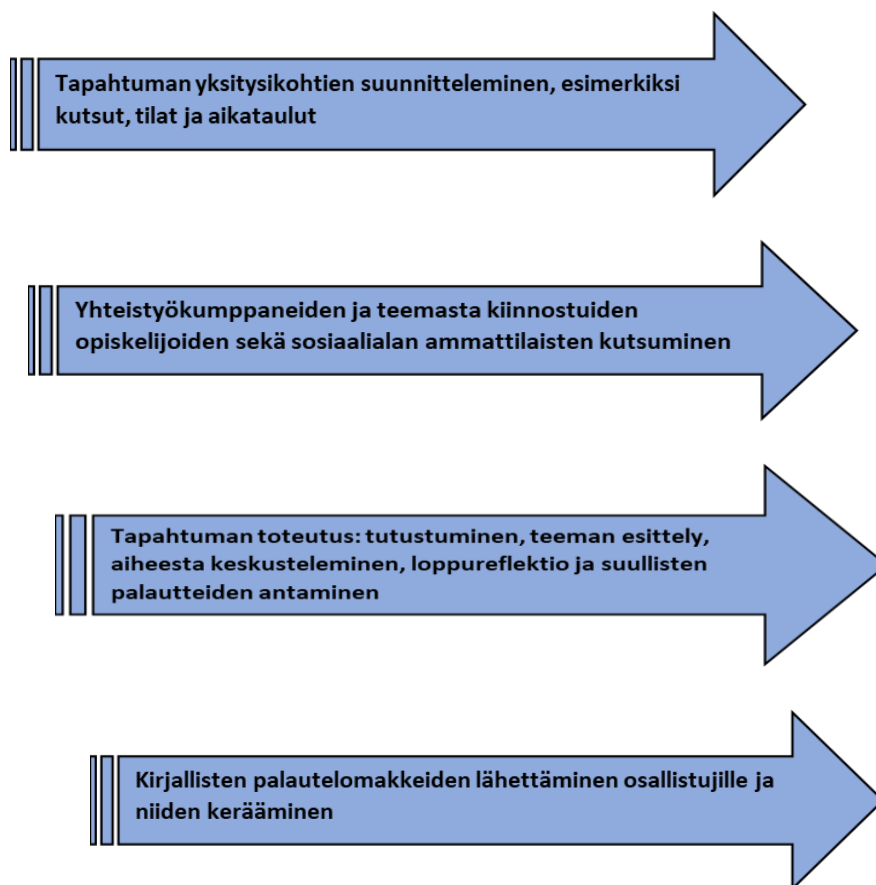 Tapahtuman yksitysikohtien suunnitteleminen, esimerkiksi
kutsut, tilat ja aikataulut
Yhteistyökumppaneiden ja teemasta kiinnostuiden
opiskelijoiden sekä sosiaalialan ammattilaisten kutsuminen
Tapahtuman toteutus: tutustuminen, teeman esittely,
aiheesta keskusteleminen, loppureflektio ja suullisten
palautteiden antaminen
Kirjallisten palautelomakkeiden lähettäminen osallistujille ja
niiden kerääminen